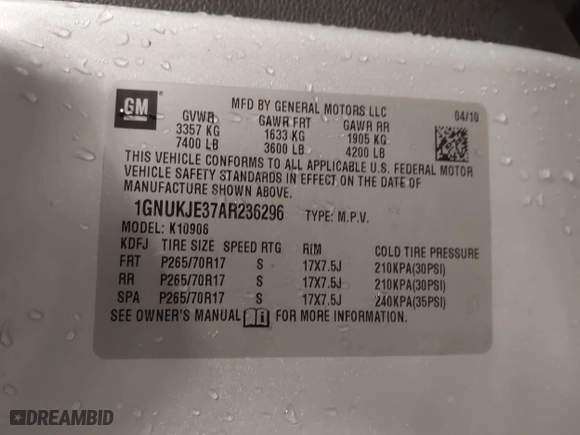 GM
MFD BY GENERAL MOTORS LLC
04/10
GVWR GAWR FRT GAWR RR
3357 KG 1633 KG 1905 KG
7400 LB 3600 LB 4200 LB
THIS VEHICLE CONFORMS TO ALL APPLICABLE U.S. FEDERAL MOTOR
VEHICLE SAFETY STANDARDS IN EFFECT ON THE DATE OF
MANUFACTURE SHOWN ABOVE.
1GNUKJE37AR236296 TYPE: M.P.V.
MODEL: K10906
KDFJ TIRE SIZE SPEED RTG RIM COLD TIRE PRESSURE
FRT P265/70R17 S 17X7.5J 210KPA(30PSI)
RR P265/70R17 S 17X7.5J 210KPA(30PSI)
SPA P265/70R17 S 17X7.5J 240KPA(35PSI)
SEE OWNER'S MANUAL FOR MORE INFORMATION.
DREAMBID